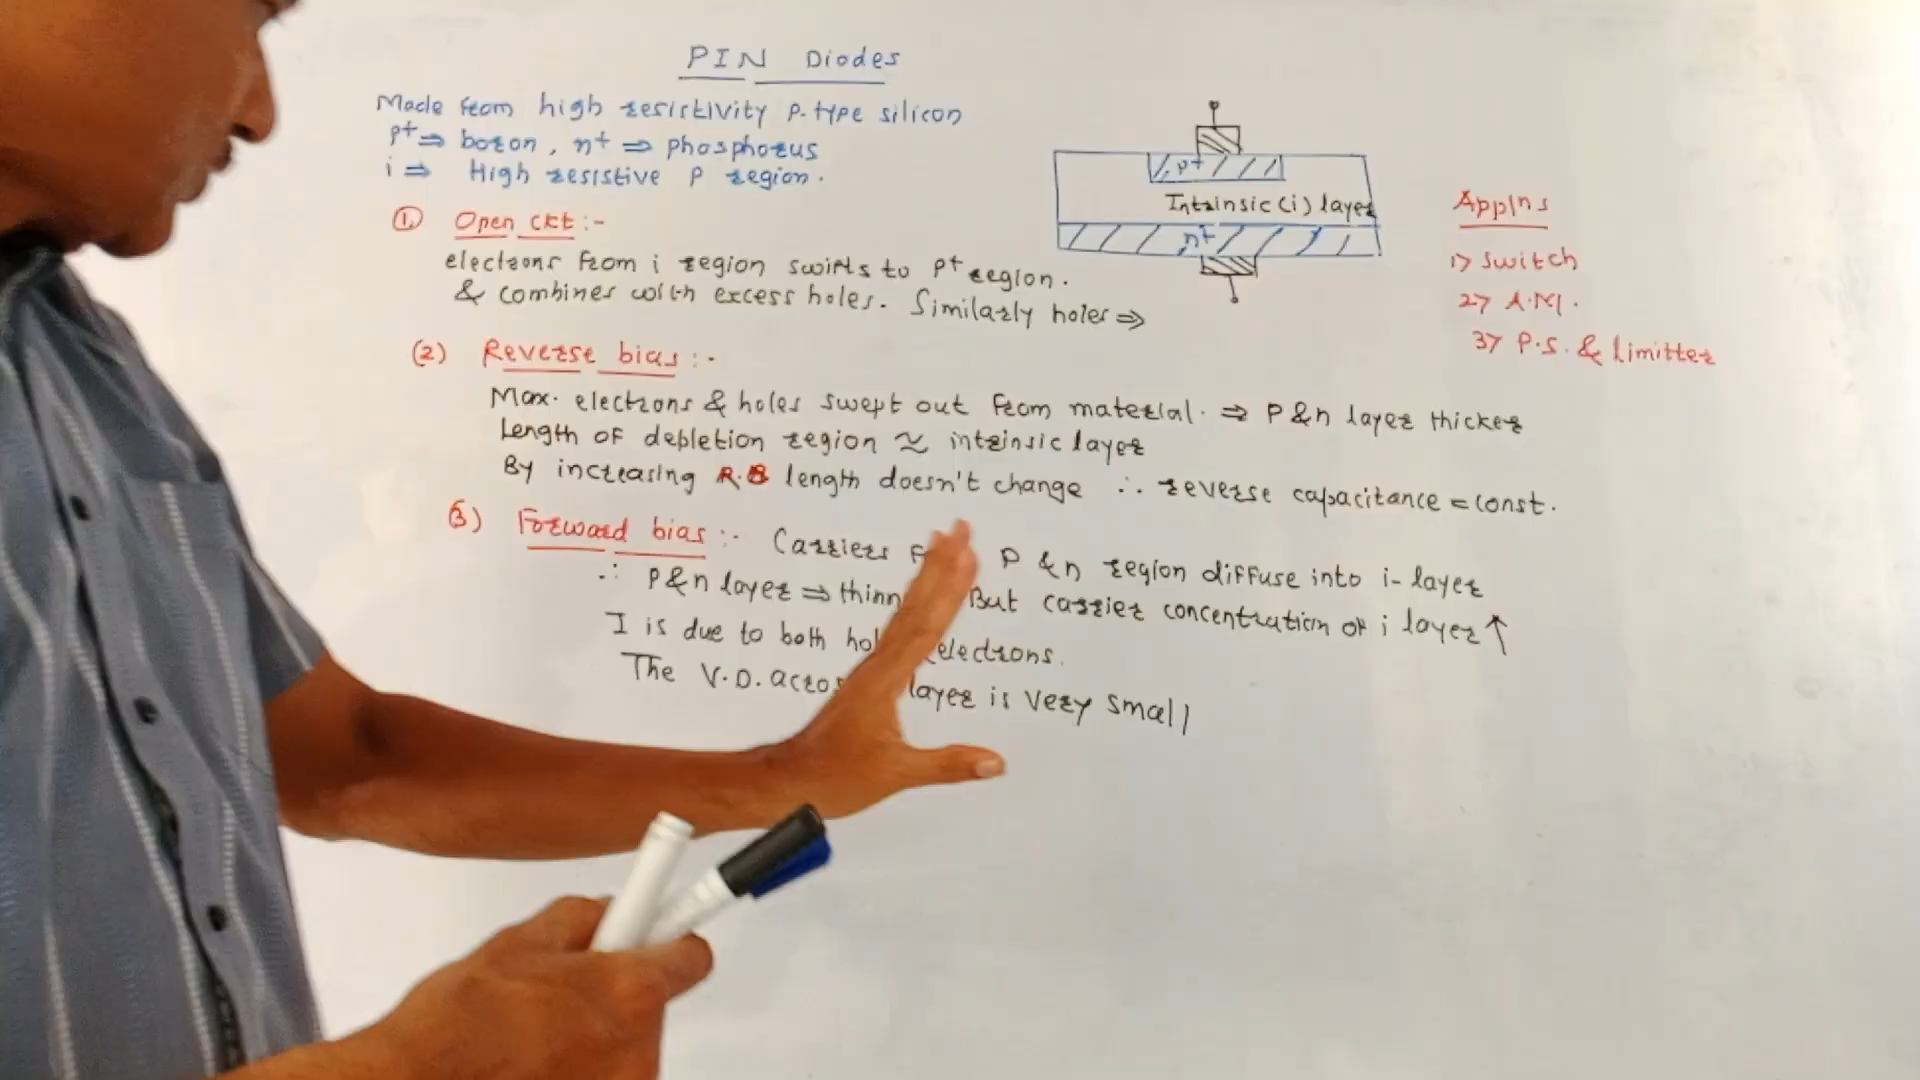 PIN Diodes
Made from high resistivity P-type silicon
p+ ⇒ boron, n+ ⇒ phosphorus
i ⇒ High resistive P region.
① Open ckt :-
electrons from i region swifts to p+ region.
& combines with excess holes. Similarly holes ⇒
(2) Reverse bias :-
Max. electrons & holes swept out from material. ⇒ P & n layer thicker
Length of depletion region ≈ intrinsic layer
By increasing R.B length doesn't change ∴ reverse capacitance = const.
(3) Forward bias :- Carriers P & n region diffuse into i-layer
∴ P & n layer ⇒ But carrier concentration of i layer ↑
I is due to both electrons.
The V.D. layer is very small
p+
Intrinsic (i) layer
n+
Applns
1> Switch
2> A.M.
3> P.S. & limitter